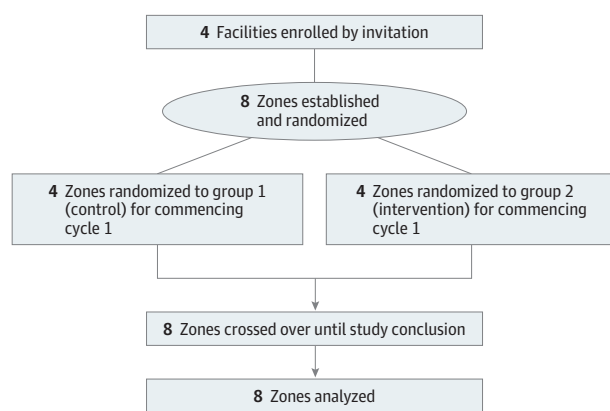 4 Facilities enrolled by invitation
8 Zones established
and randomized
4 Zones randomized to group 1
(control) for commencing
cycle 1
4 Zones randomized to group 2
(intervention) for commencing
cycle 1
8 Zones crossed over until study conclusion
8 Zones analyzed